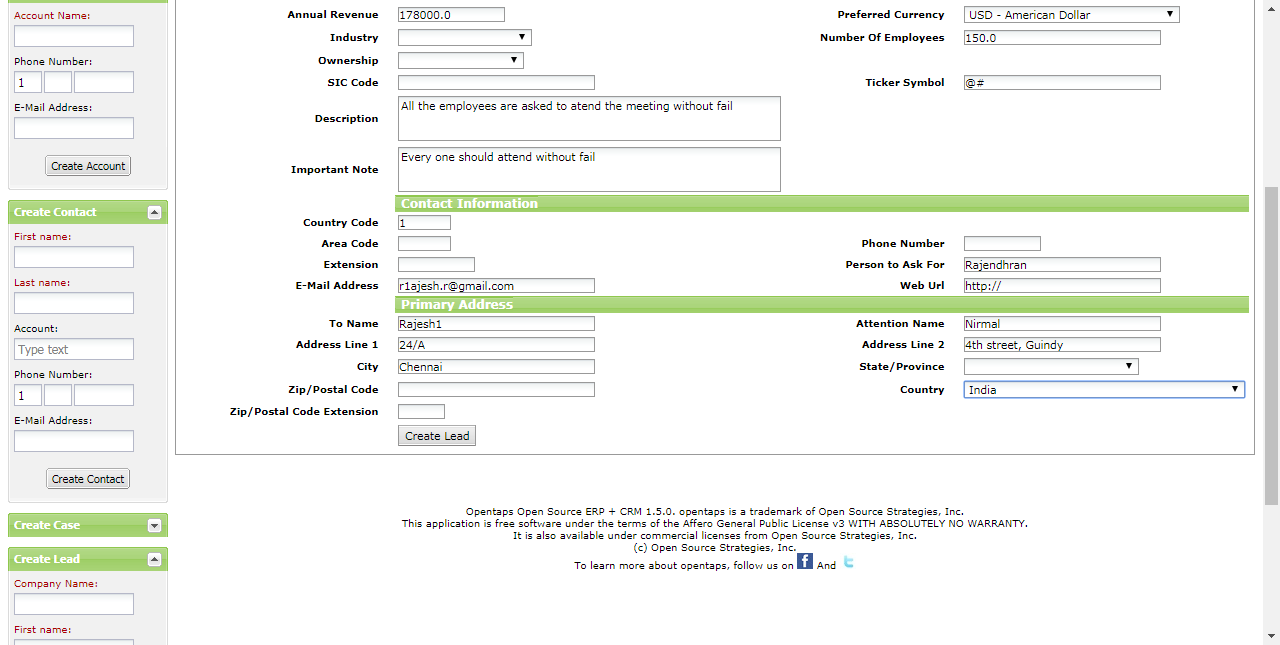 Account Name:
Phone Number:
1
E-Mail Address:
Create Account
Create Contact
First name:
Last name:
Account:
Type text
Phone Number:
1
E-Mail Address:
Create Contact
Create Case
Create Lead
Company Name:
First name:
Annual Revenue 178000.0 Preferred Currency USD - American Dollar
Industry Number Of Employees 150.0
Ownership
SIC Code Ticker Symbol @#
Description All the employees are asked to atend the meeting without fail
Important Note Every one should attend without fail
Contact Information
Country Code 1
Area Code Phone Number
Extension Person to Ask For Rajendhran
E-Mail Address r1ajesh.r@gmail.com Web Url http://
Primary Address
To Name Rajesh1 Attention Name Nirmal
Address Line 1 24/A Address Line 2 4th street, Guindy
City Chennai State/Province
Zip/Postal Code Country India
Zip/Postal Code Extension
Create Lead
Opentaps Open Source ERP + CRM 1.5.0. opentaps is a trademark of Open Source Strategies, Inc.
This application is free software under the terms of the Affero General Public License v3 WITH ABSOLUTELY NO WARRANTY.
It is also available under commercial licenses from Open Source Strategies, Inc.
(c) Open Source Strategies, Inc.
To learn more about opentaps, follow us on f And t